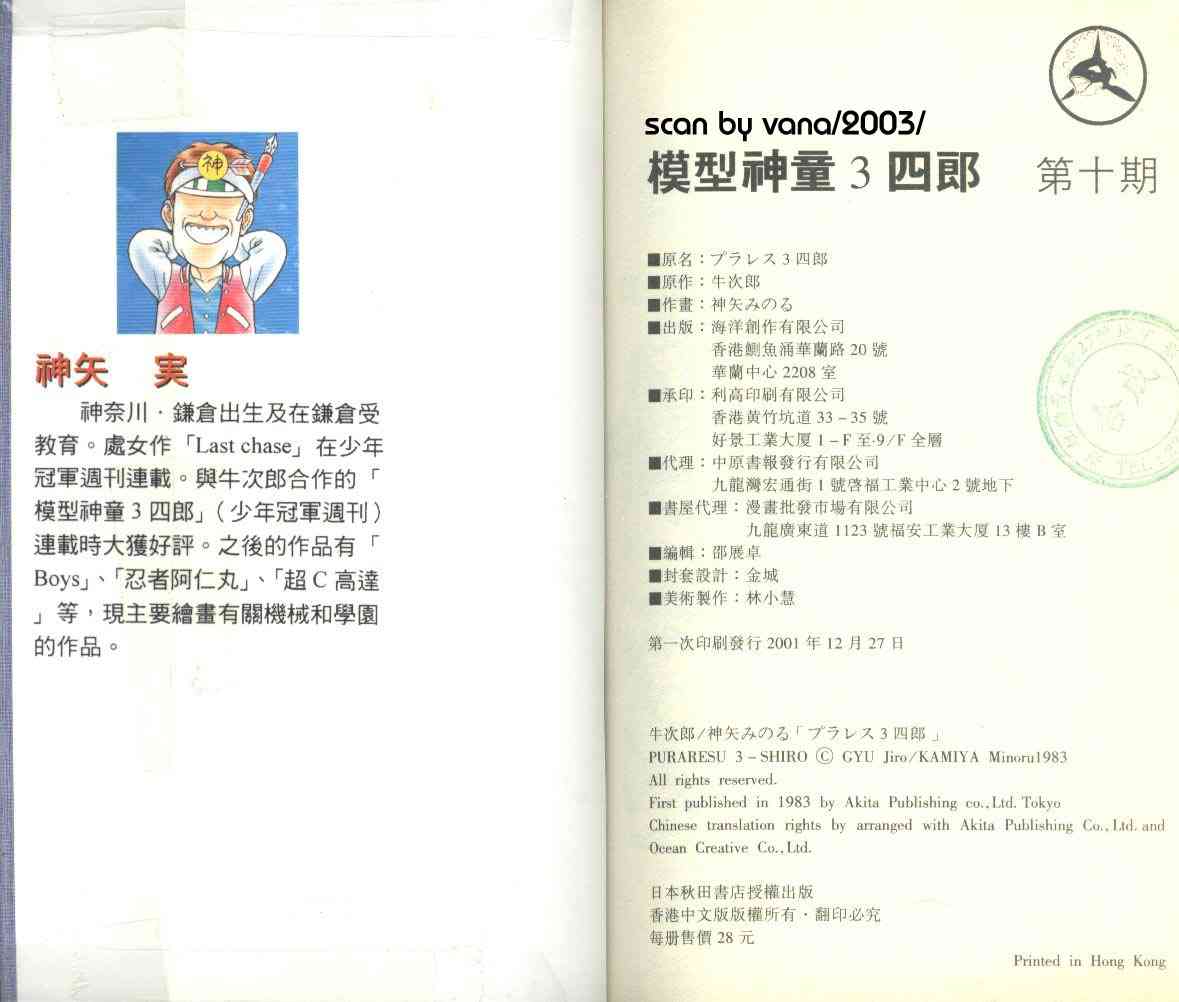 神
神矢 実
神奈川．鎌倉出生及在鎌倉受
教育。處女作「Last chase」在少年
冠軍週刊連載。與牛次郎合作的「
模型神童3四郎」（少年冠軍週刊）
連載時大獲好評。之後的作品有「
Boys」、「忍者阿仁丸」、「超C高達
」等，現主要繪畫有關機械和學園
的作品。
scan by vana/2003/
模型神童3四郎 第十期
■原名：プラレス3四郎
■原作：牛次郎
■作畫：神矢みのる
■出版：海洋創作有限公司
香港鰂魚涌華蘭路20號
華蘭中心2208室
■承印：利高印刷有限公司
香港黃竹坑道33-35號
好景工業大厦1-F至·9/F全層
■代理：中原書報發行有限公司
九龍灣宏通街1號啓福工業中心2號地下
■書屋代理：漫畫批發市場有限公司
九龍廣東道1123號福安工業大厦13樓B室
■編輯：邵展卓
■封套設計：金城
■美術製作：林小慧
第一次印刷發行2001年12月27日
牛次郎/神矢みのる「プラレス3四郎」
PURARESU 3-SHIRO Ⓒ GYU Jiro/KAMIYA Minoru1983
All rights reserved.
First published in 1983 by Akita Publishing co.,Ltd. Tokyo
Chinese translation rights by arranged with Akita Publishing Co., Ltd. and
Ocean Creative Co., Ltd.
日本秋田書店授權出版
香港中文版版權所有．翻印必究
每册售價28元
Printed in Hong Kong
TEL: